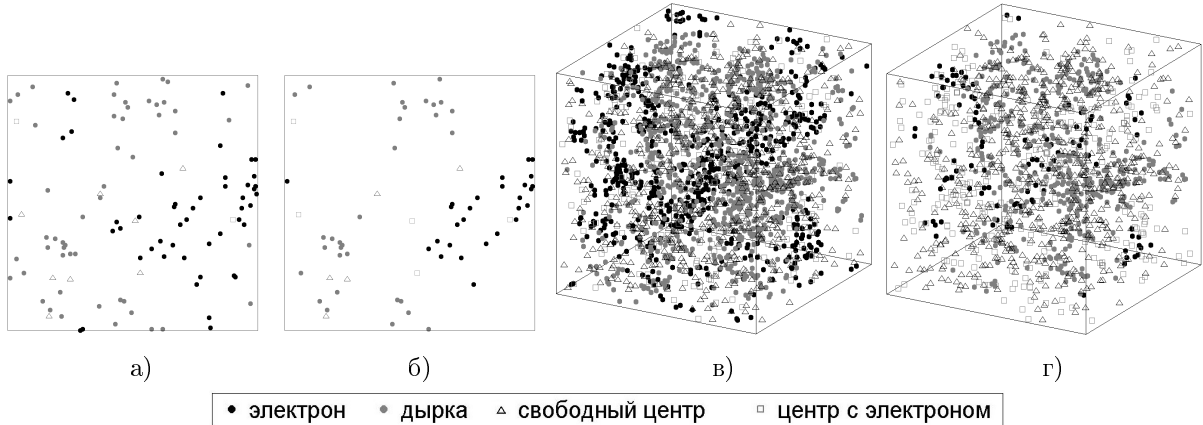 а) б) в) г)
электрон дырка свободный центр центр с электроном